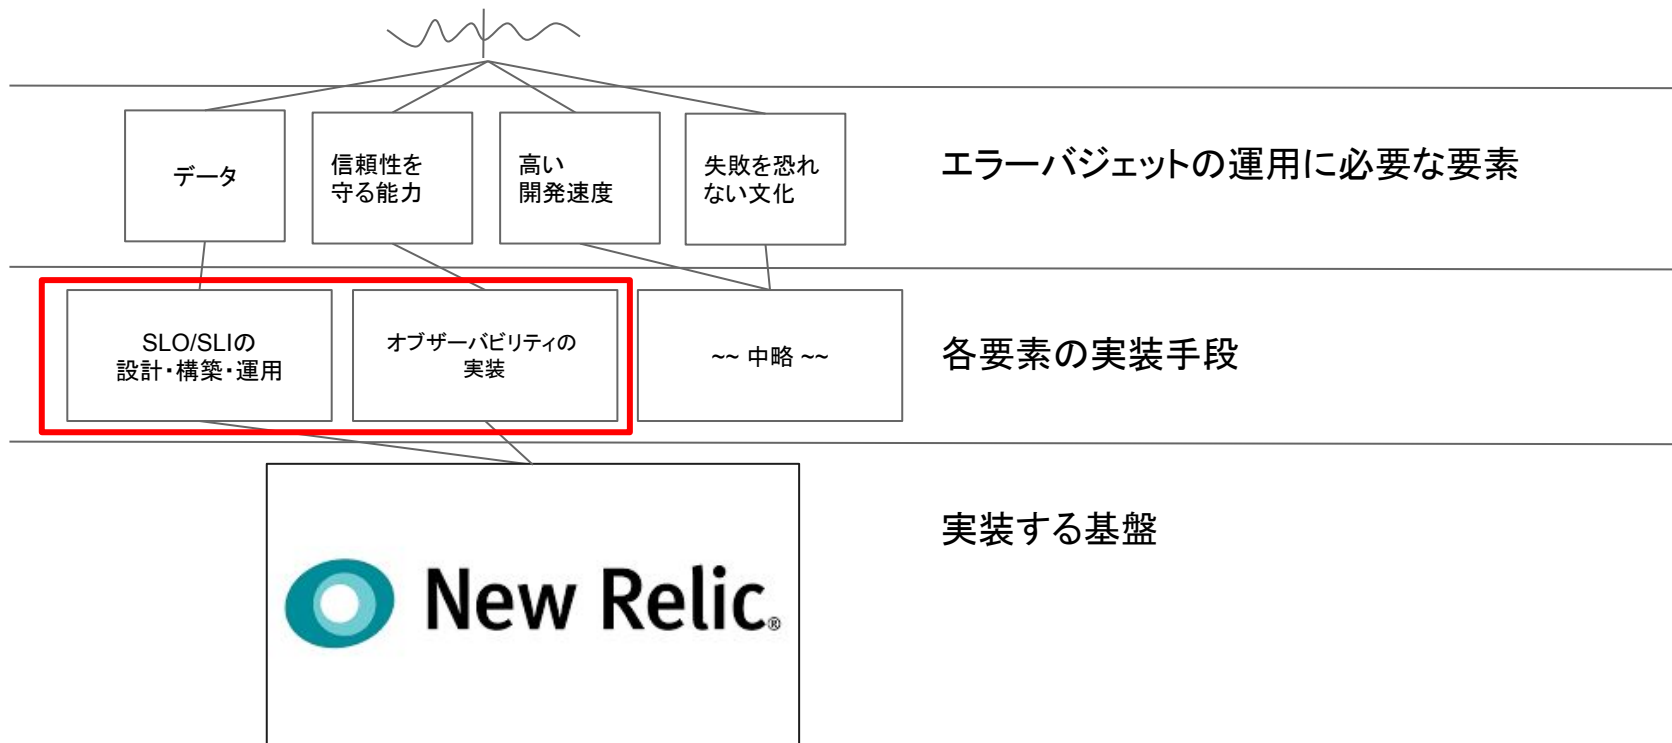 データ
信頼性を
守る能力
高い
開発速度
失敗を恐れ
ない文化
エラーバジェットの運用に必要な要素
SLO/SLIの
設計・構築・運用
オブザーバビリティの
実装
~~ 中略 ~~
各要素の実装手段
New Relic®
実装する基盤